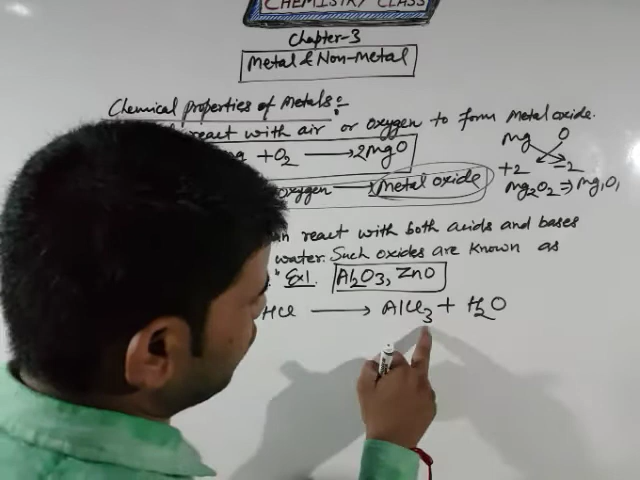 CHEMISTRY CLASS
Chapter-3
Metal & Non-Metal
Chemical properties of Metals:-
react with air or oxygen to form Metal oxide.
+ O2 → 2MgO
Mg O
+2 -2
oxygen → Metal oxide
Mg2O2 ⇒ Mg1O1
react with both acids and bases
water. Such oxides are known as
Ex1. Al2O3, ZnO
HCl → AlCl3 + H2O